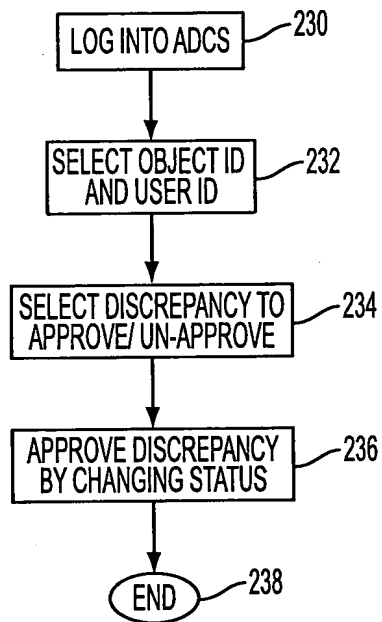 LOG INTO ADCS
230
SELECT OBJECT ID
AND USER ID
232
SELECT DISCREPANCY TO
APPROVE/ UN-APPROVE
234
APPROVE DISCREPANCY
BY CHANGING STATUS
236
END
238